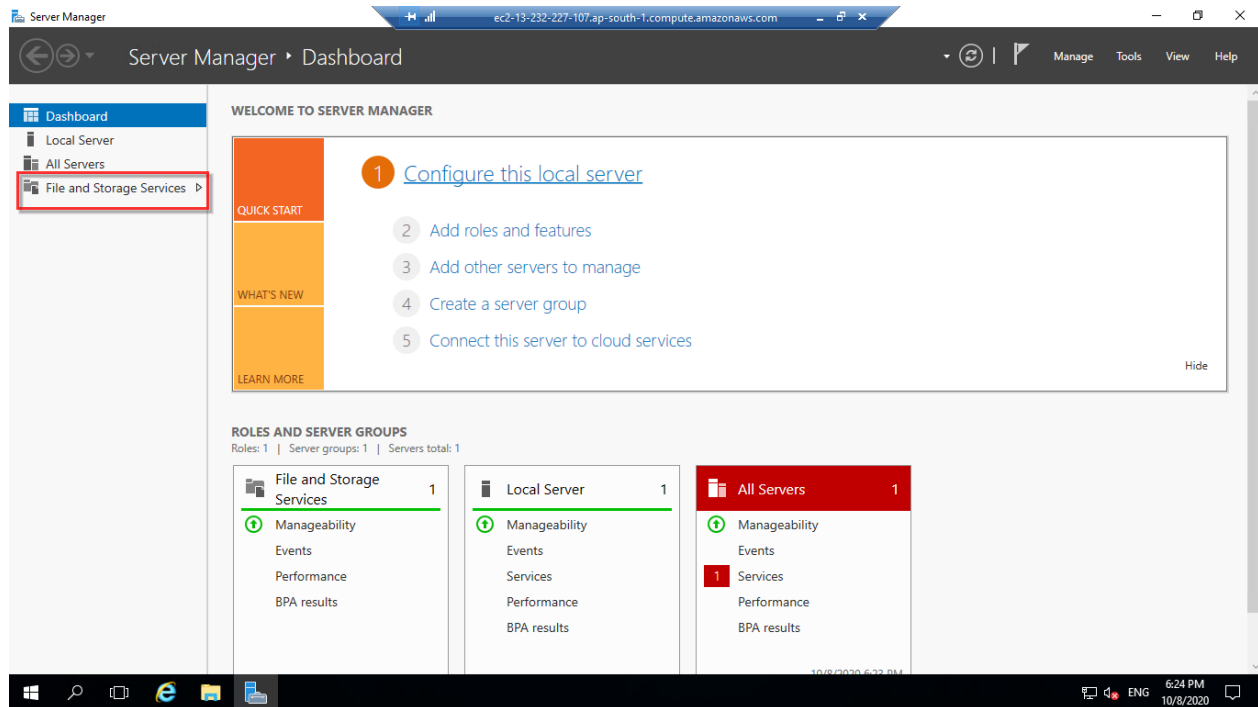 Server Manager
ec2-13-232-227-107.ap-south-1.compute.amazonaws.com
Server Manager Dashboard
Manage Tools View Help
Dashboard
Local Server
All Servers
File and Storage Services
WELCOME TO SERVER MANAGER
QUICK START
WHAT'S NEW
LEARN MORE
1 Configure this local server
2 Add roles and features
3 Add other servers to manage
4 Create a server group
5 Connect this server to cloud services
Hide
ROLES AND SERVER GROUPS
Roles: 1 | Server groups: 1 | Servers total: 1
File and Storage
Services 1
Manageability
Events
Performance
BPA results
Local Server 1
Manageability
Events
Services
Performance
BPA results
All Servers 1
Manageability
Events
1 Services
Performance
BPA results
10/8/2020 6:23 PM
ENG
6:24 PM
10/8/2020